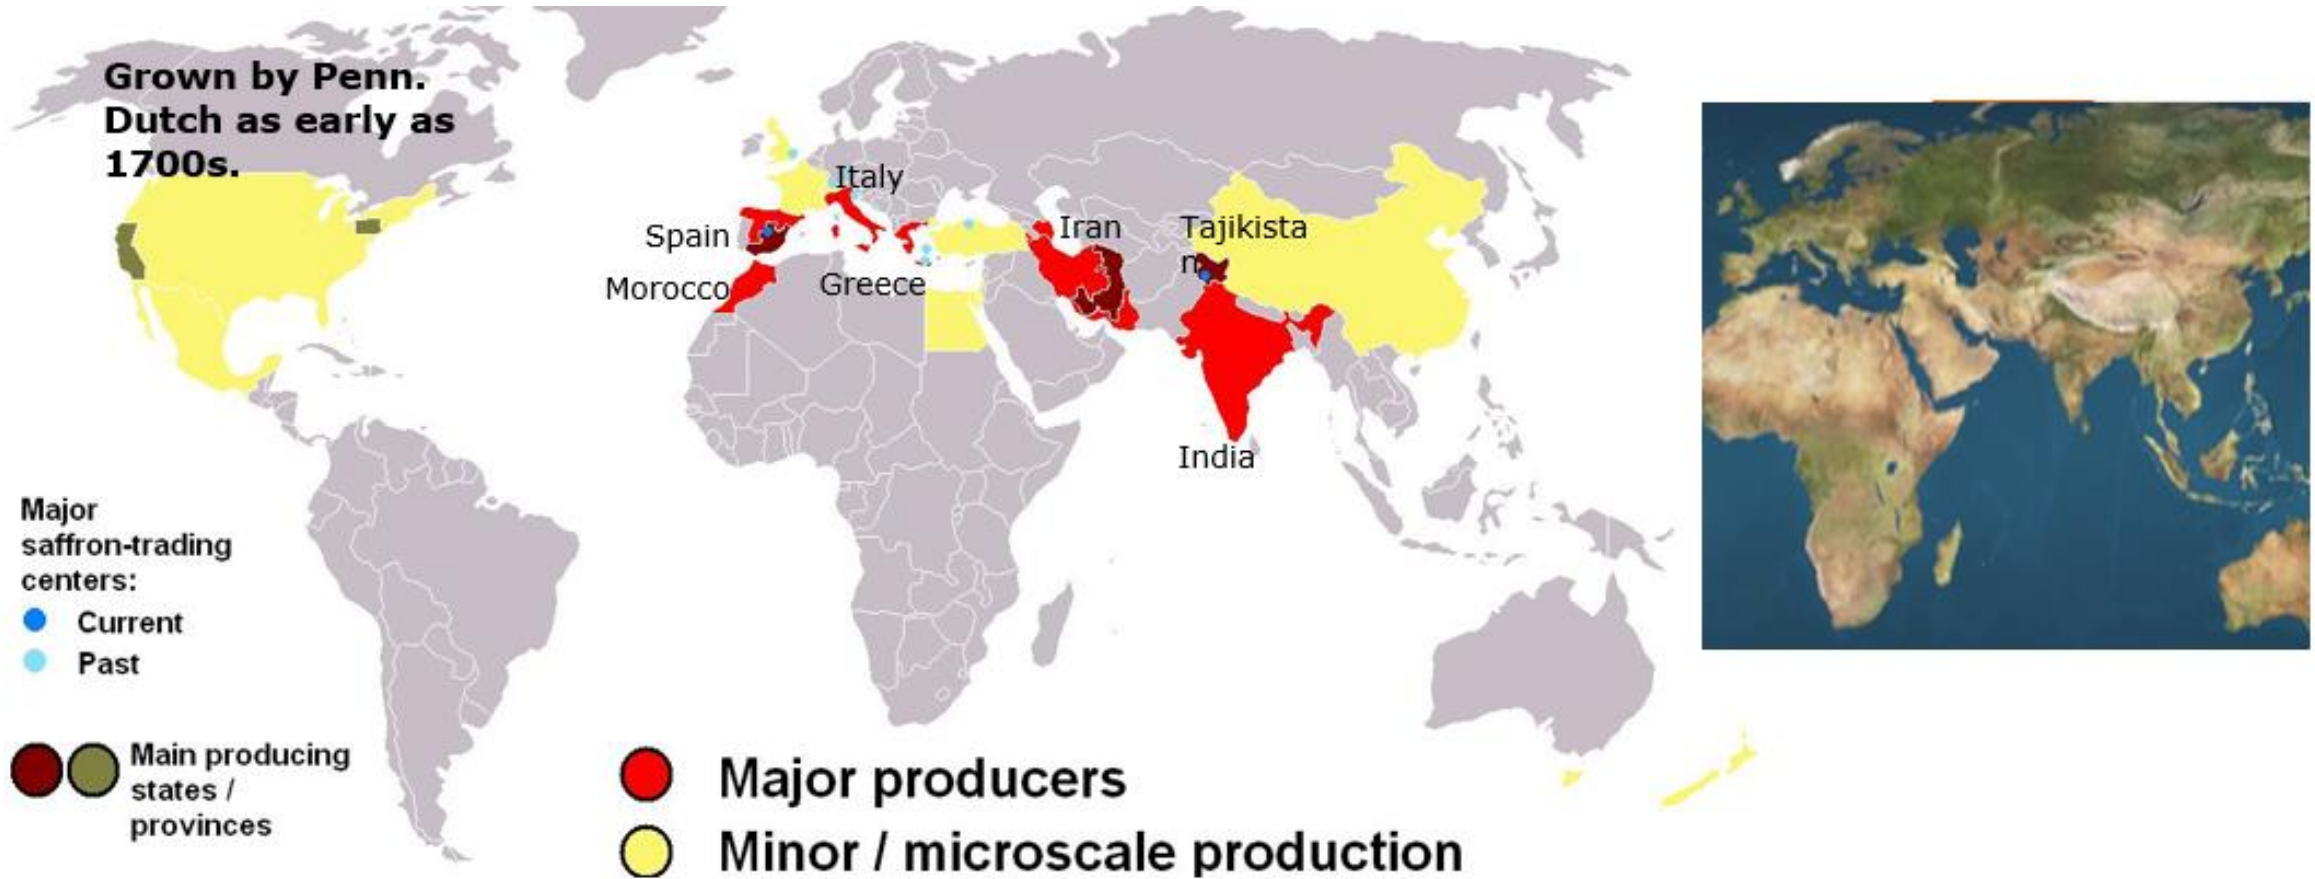 Grown by Penn.
Dutch as early as
1700s.
Italy
Spain
Iran
Tajikista
n
Morocco
Greece
India
Major
saffron-trading
centers:
Current
Past
Main producing
states /
provinces
Major producers
Minor / microscale production